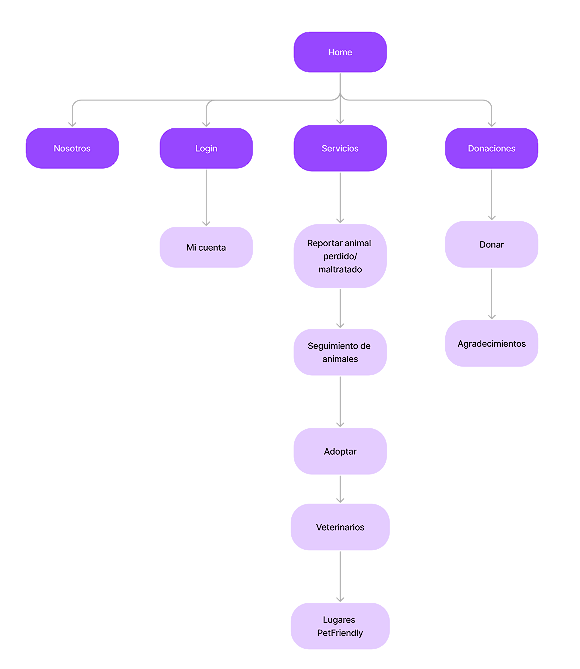 Home
Nosotros
Login
Servicios
Donaciones
Mi cuenta
Reportar animal
perdido/
maltratado
Donar
Seguimiento de
animales
Agradecimientos
Adoptar
Veterinarios
Lugares
PetFriendly